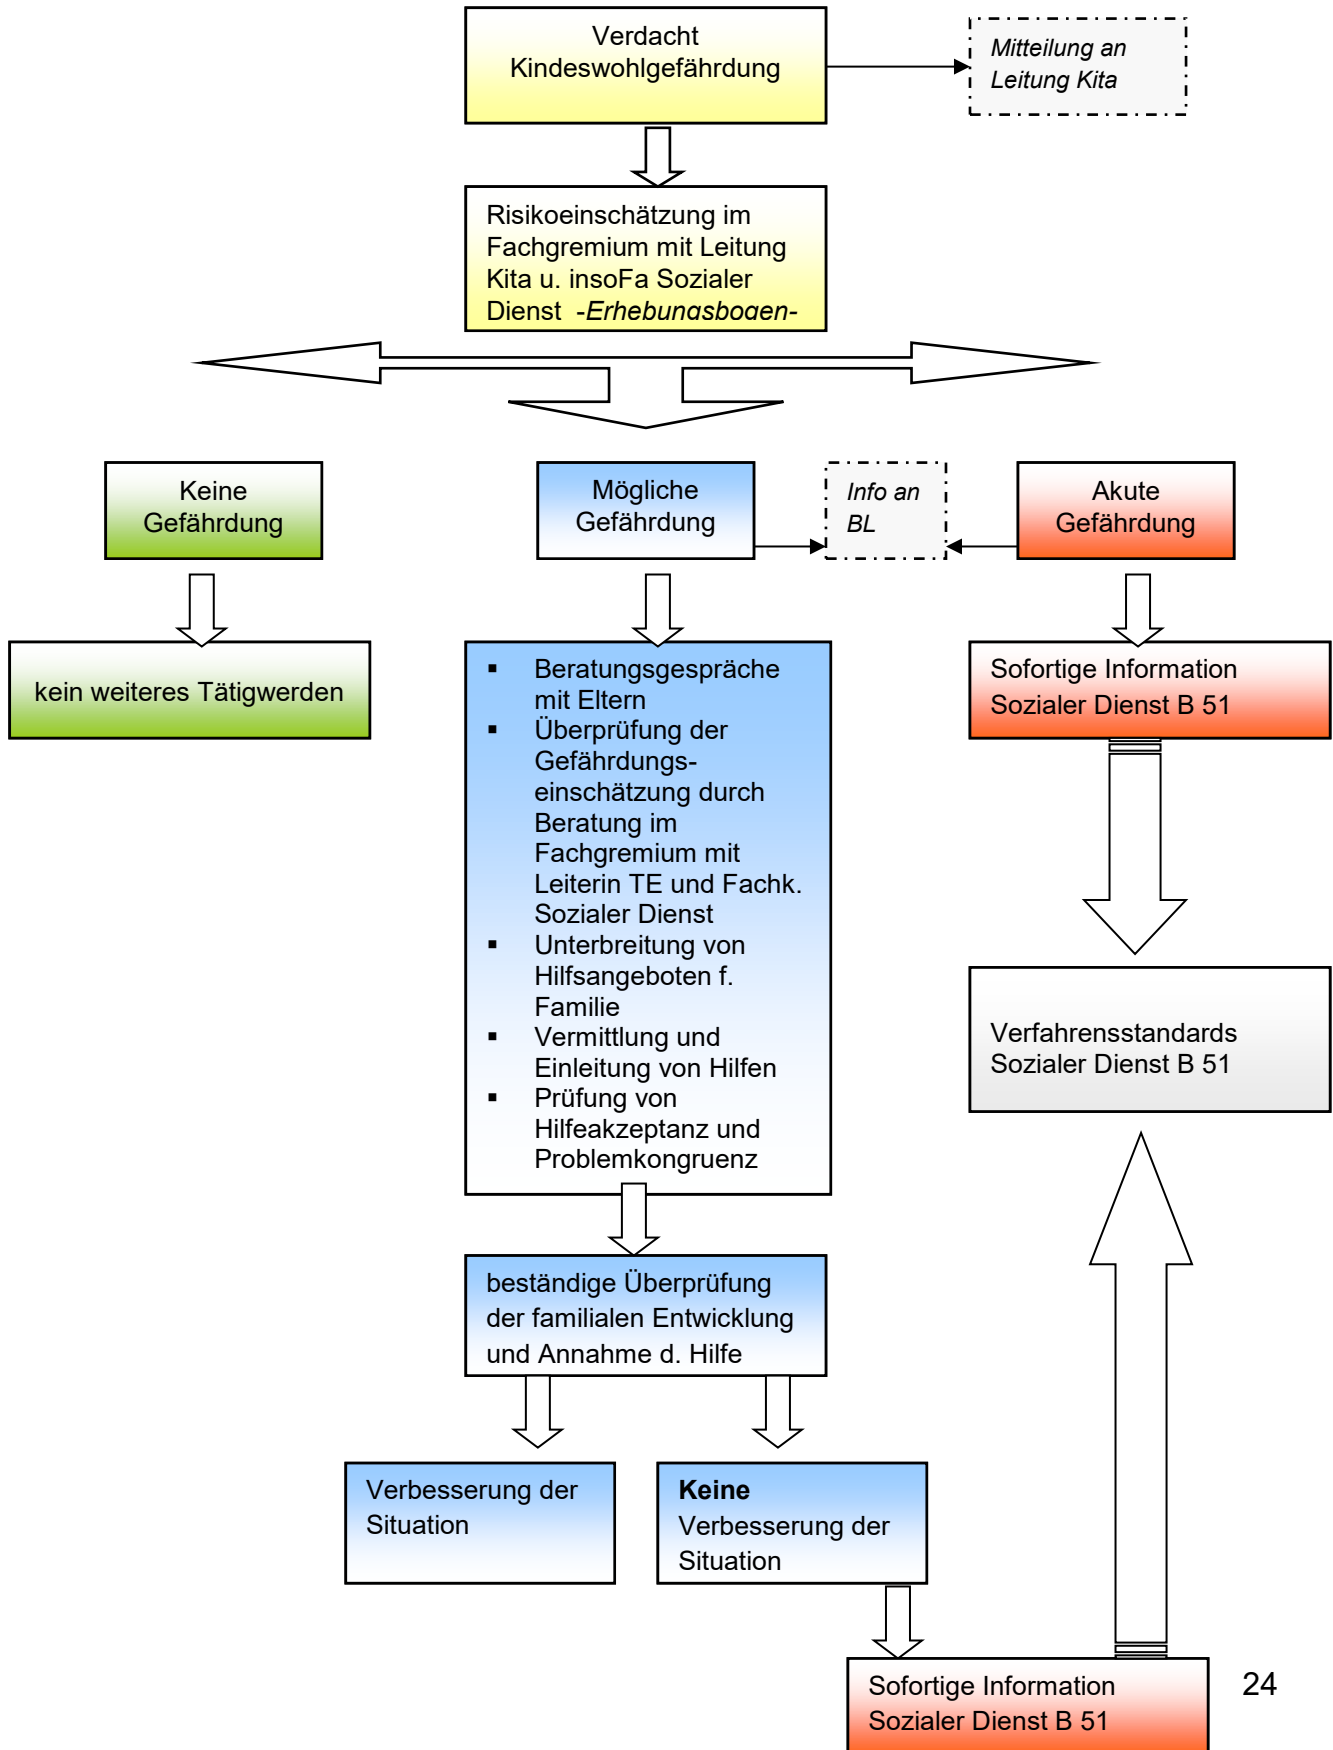 Verdacht
Kindeswohlgefährdung
Mitteilung an
Leitung Kita
Risikoeinschätzung im
Fachgremium mit Leitung
Kita u. insoFa Sozialer
Dienst -Erhebungsbogen-
Keine
Gefährdung
Mögliche
Gefährdung
Info an
BL
Akute
Gefährdung
kein weiteres Tätigwerden
▪ Beratungsgespräche
mit Eltern
▪ Überprüfung der
Gefährdungs-
einschätzung durch
Beratung im
Fachgremium mit
Leiterin TE und Fachk.
Sozialer Dienst
▪ Unterbreitung von
Hilfsangeboten f.
Familie
▪ Vermittlung und
Einleitung von Hilfen
▪ Prüfung von
Hilfeakzeptanz und
Problemkongruenz
Sofortige Information
Sozialer Dienst B 51
Verfahrensstandards
Sozialer Dienst B 51
beständige Überprüfung
der familialen Entwicklung
und Annahme d. Hilfe
Verbesserung der
Situation
Keine
Verbesserung der
Situation
Sofortige Information
Sozialer Dienst B 51
24